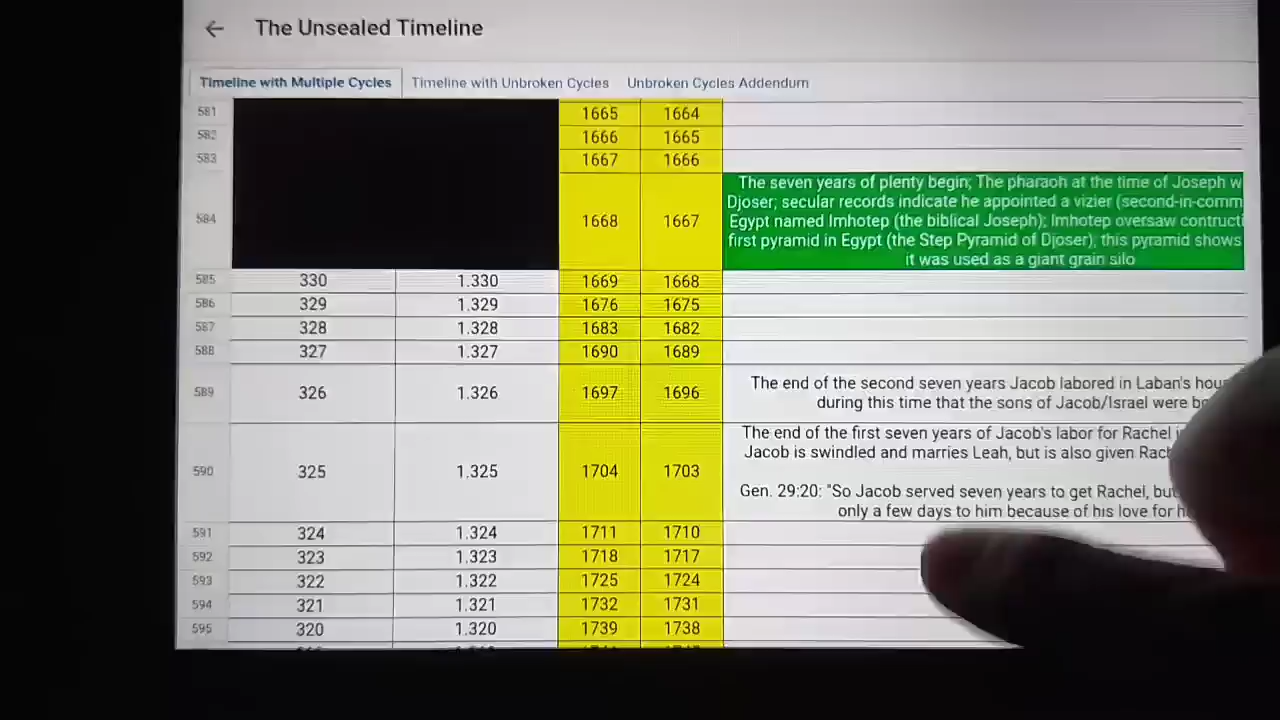 The Unsealed Timeline
Timeline with Multiple Cycles Timeline with Unbroken Cycles Unbroken Cycles Addendum
581 1665 1664
582 1666 1665
583 1667 1666
584 1668 1667
The seven years of plenty begin; The pharaoh at the time of Joseph w
Djoser; secular records indicate he appointed a vizier (second-in-comm
Egypt named Imhotep (the biblical Joseph); Imhotep oversaw contructi
first pyramid in Egypt (the Step Pyramid of Djoser); this pyramid shows
it was used as a giant grain silo
585 330 1.330 1669 1668
586 329 1.329 1676 1675
587 328 1.328 1683 1682
588 327 1.327 1690 1689
589 326 1.326 1697 1696
The end of the second seven years Jacob labored in Laban's hou
during this time that the sons of Jacob/Israel were bo
590 325 1.325 1704 1703
The end of the first seven years of Jacob's labor for Rachel
Jacob is swindled and marries Leah, but is also given Rac
Gen. 29:20: "So Jacob served seven years to get Rachel, but
only a few days to him because of his love for h
591 324 1.324 1711 1710
592 323 1.323 1718 1717
593 322 1.322 1725 1724
594 321 1.321 1732 1731
595 320 1.320 1739 1738